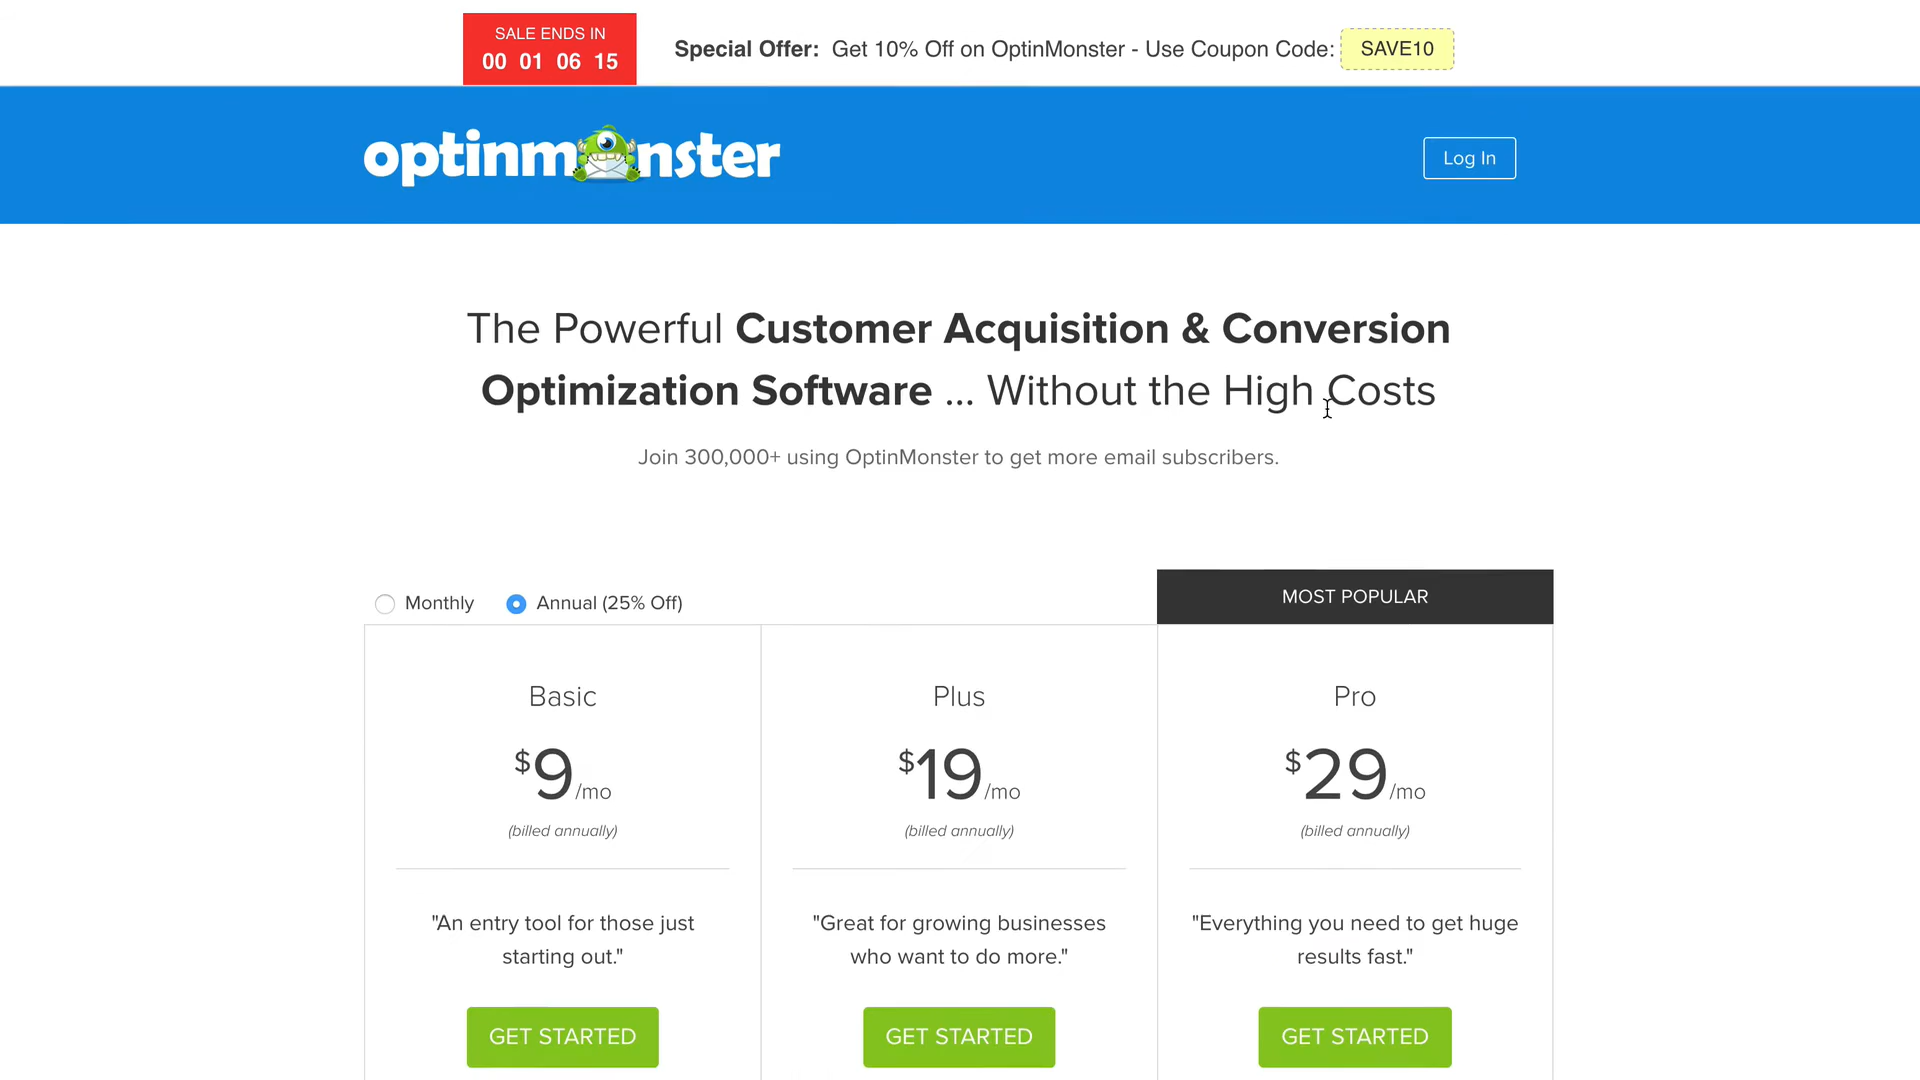 SALE ENDS IN
00 01 06 15
Special Offer: Get 10% Off on OptinMonster - Use Coupon Code: SAVE10
optinmonster
Log In
The Powerful Customer Acquisition & Conversion
Optimization Software ... Without the High Costs
Join 300,000+ using OptinMonster to get more email subscribers.
Monthly
Annual (25% Off)
MOST POPULAR
Basic
$9/mo
(billed annually)
"An entry tool for those just
starting out."
GET STARTED
Plus
$19/mo
(billed annually)
"Great for growing businesses
who want to do more."
GET STARTED
Pro
$29/mo
(billed annually)
"Everything you need to get huge
results fast."
GET STARTED